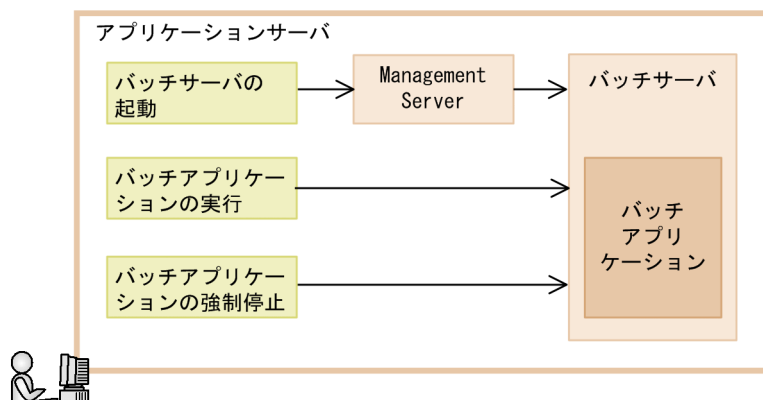 アプリケーションサーバ
バッチサーバの
起動
Management
Server
バッチサーバ
バッチアプリケー
ションの実行
バッチ
アプリ
ケーション
バッチアプリケー
ションの強制停止